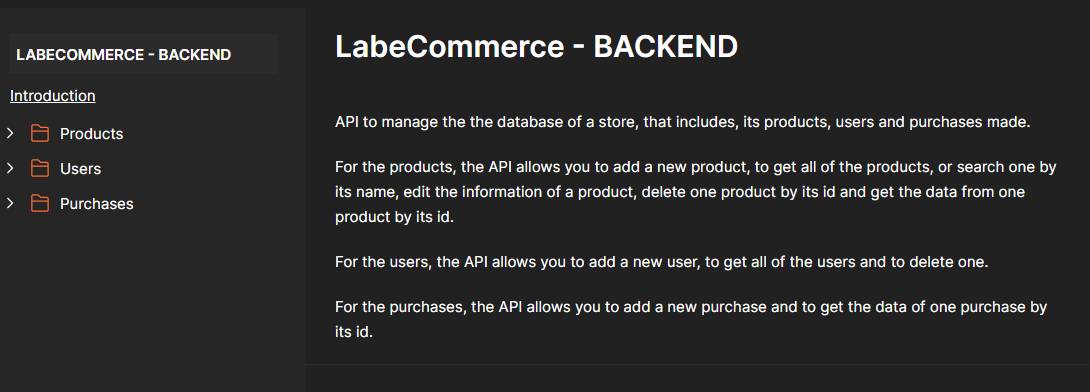 LABECOMMERCE - BACKEND
Introduction
Products
Users
Purchases
LabeCommerce - BACKEND
API to manage the the database of a store, that includes, its products, users and purchases made.
For the products, the API allows you to add a new product, to get all of the products, or search one by
its name, edit the information of a product, delete one product by its id and get the data from one
product by its id.
For the users, the API allows you to add a new user, to get all of the users and to delete one.
For the purchases, the API allows you to add a new purchase and to get the data of one purchase by
its id.